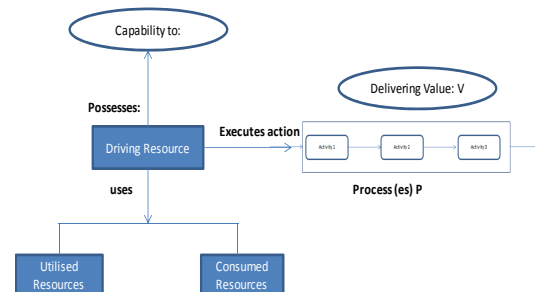 Capability to:
Delivering Value: V
Possesses:
Executes action
Driving Resource
Activity 1
Activity 2
Activity 3
uses
Process (es) P
Utilised
Resources
Consumed
Resources